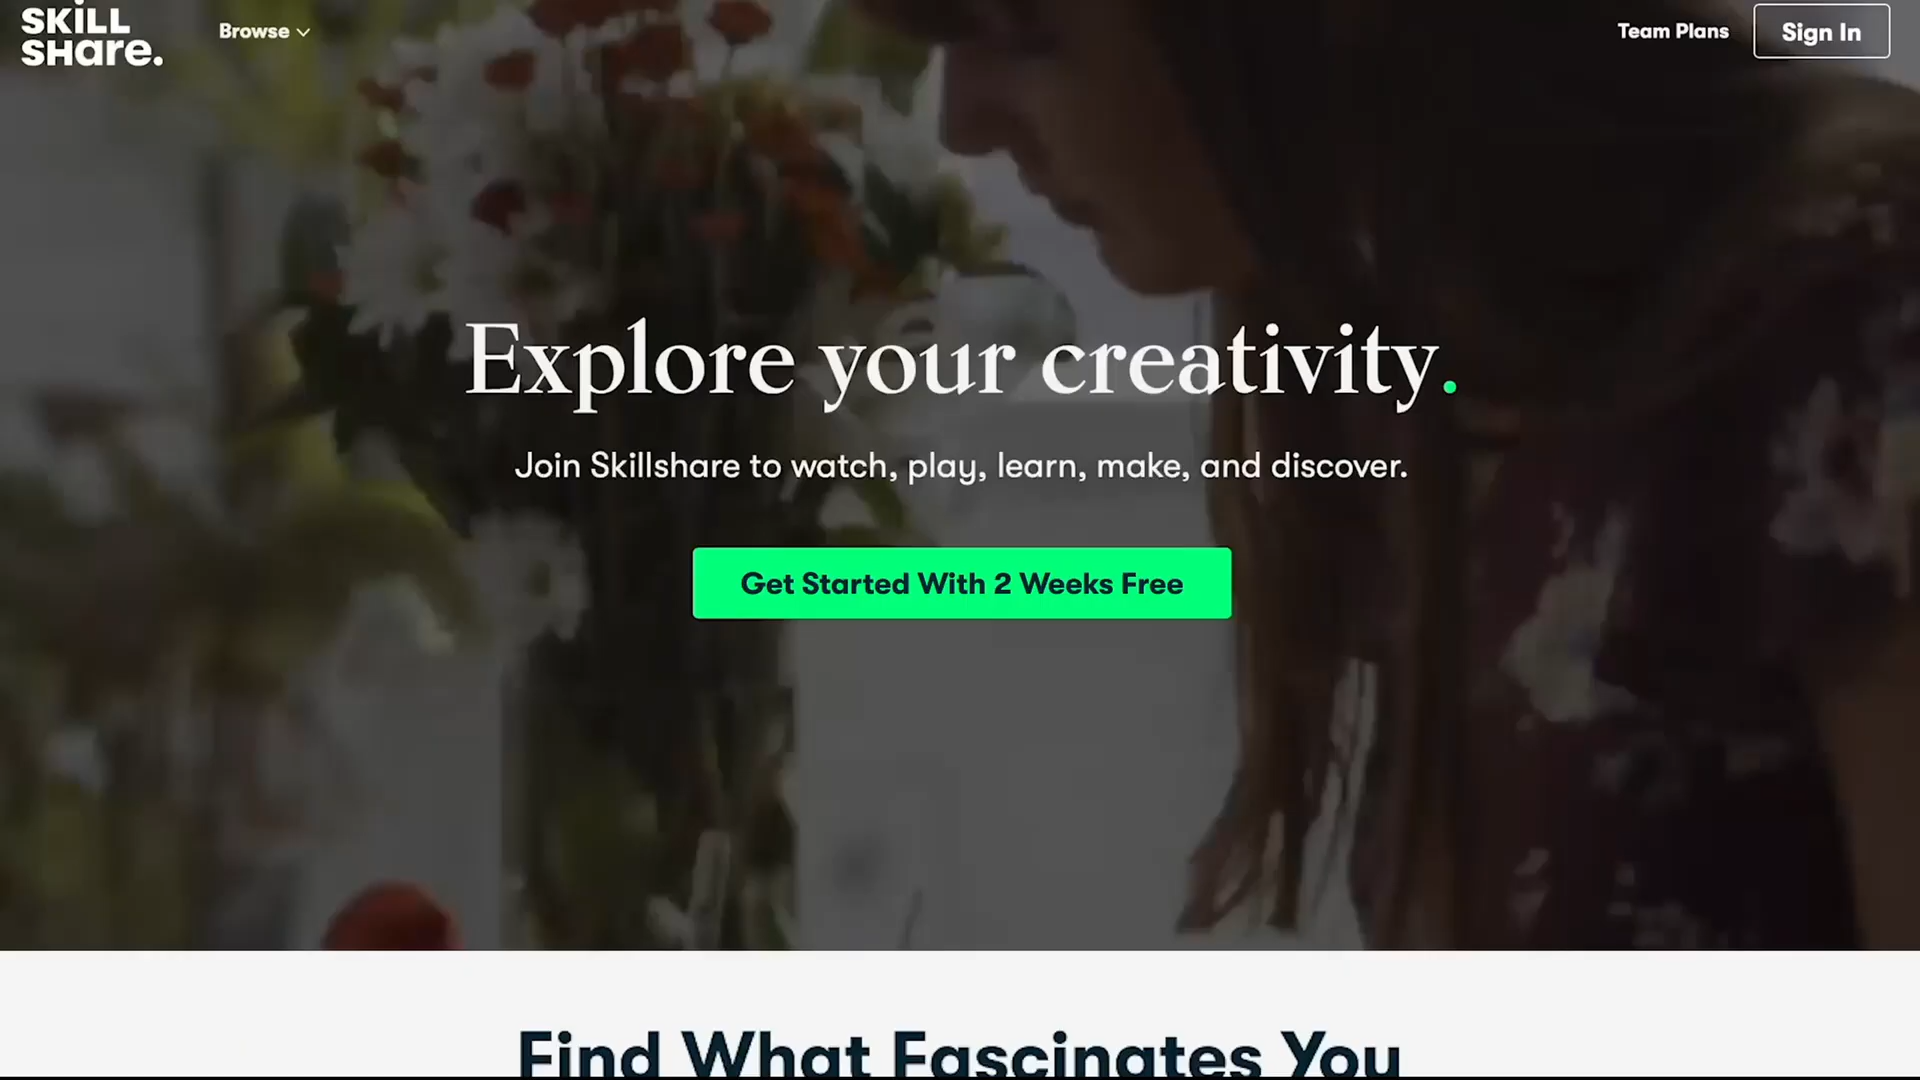 SKiLL
SHare.
Browse
Team Plans
Sign In
Explore your creativity.
Join Skillshare to watch, play, learn, make, and discover.
Get Started With 2 Weeks Free
Find What Fascinates You